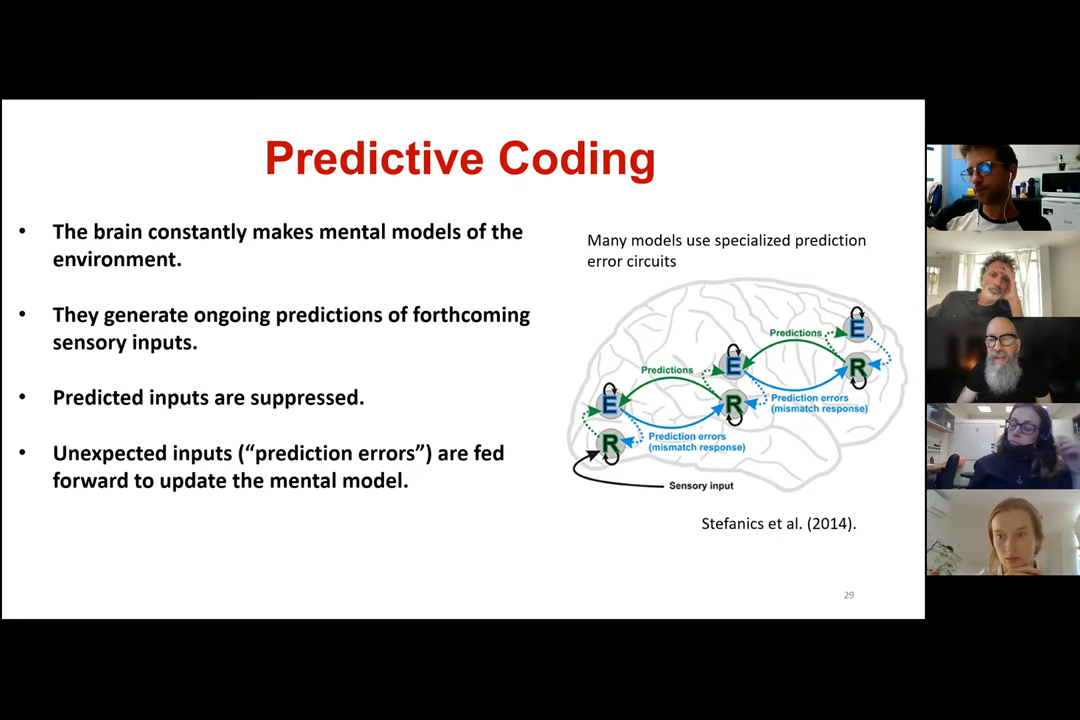 Predictive Coding
• The brain constantly makes mental models of the
environment.
• They generate ongoing predictions of forthcoming
sensory inputs.
• Predicted inputs are suppressed.
• Unexpected inputs (“prediction errors”) are fed
forward to update the mental model.
Many models use specialized prediction
error circuits
Predictions
E
R
Predictions
E
R
Prediction errors
(mismatch response)
E
R
Prediction errors
(mismatch response)
Sensory input
Stefanics et al. (2014).
29